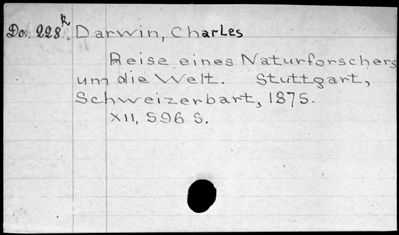 Do. 228 k. Darwin, Charles
Reise eines Naturforschers
um die Welt. Stuttgart,
Schweizerbart, 1875.
XII, 596 S.